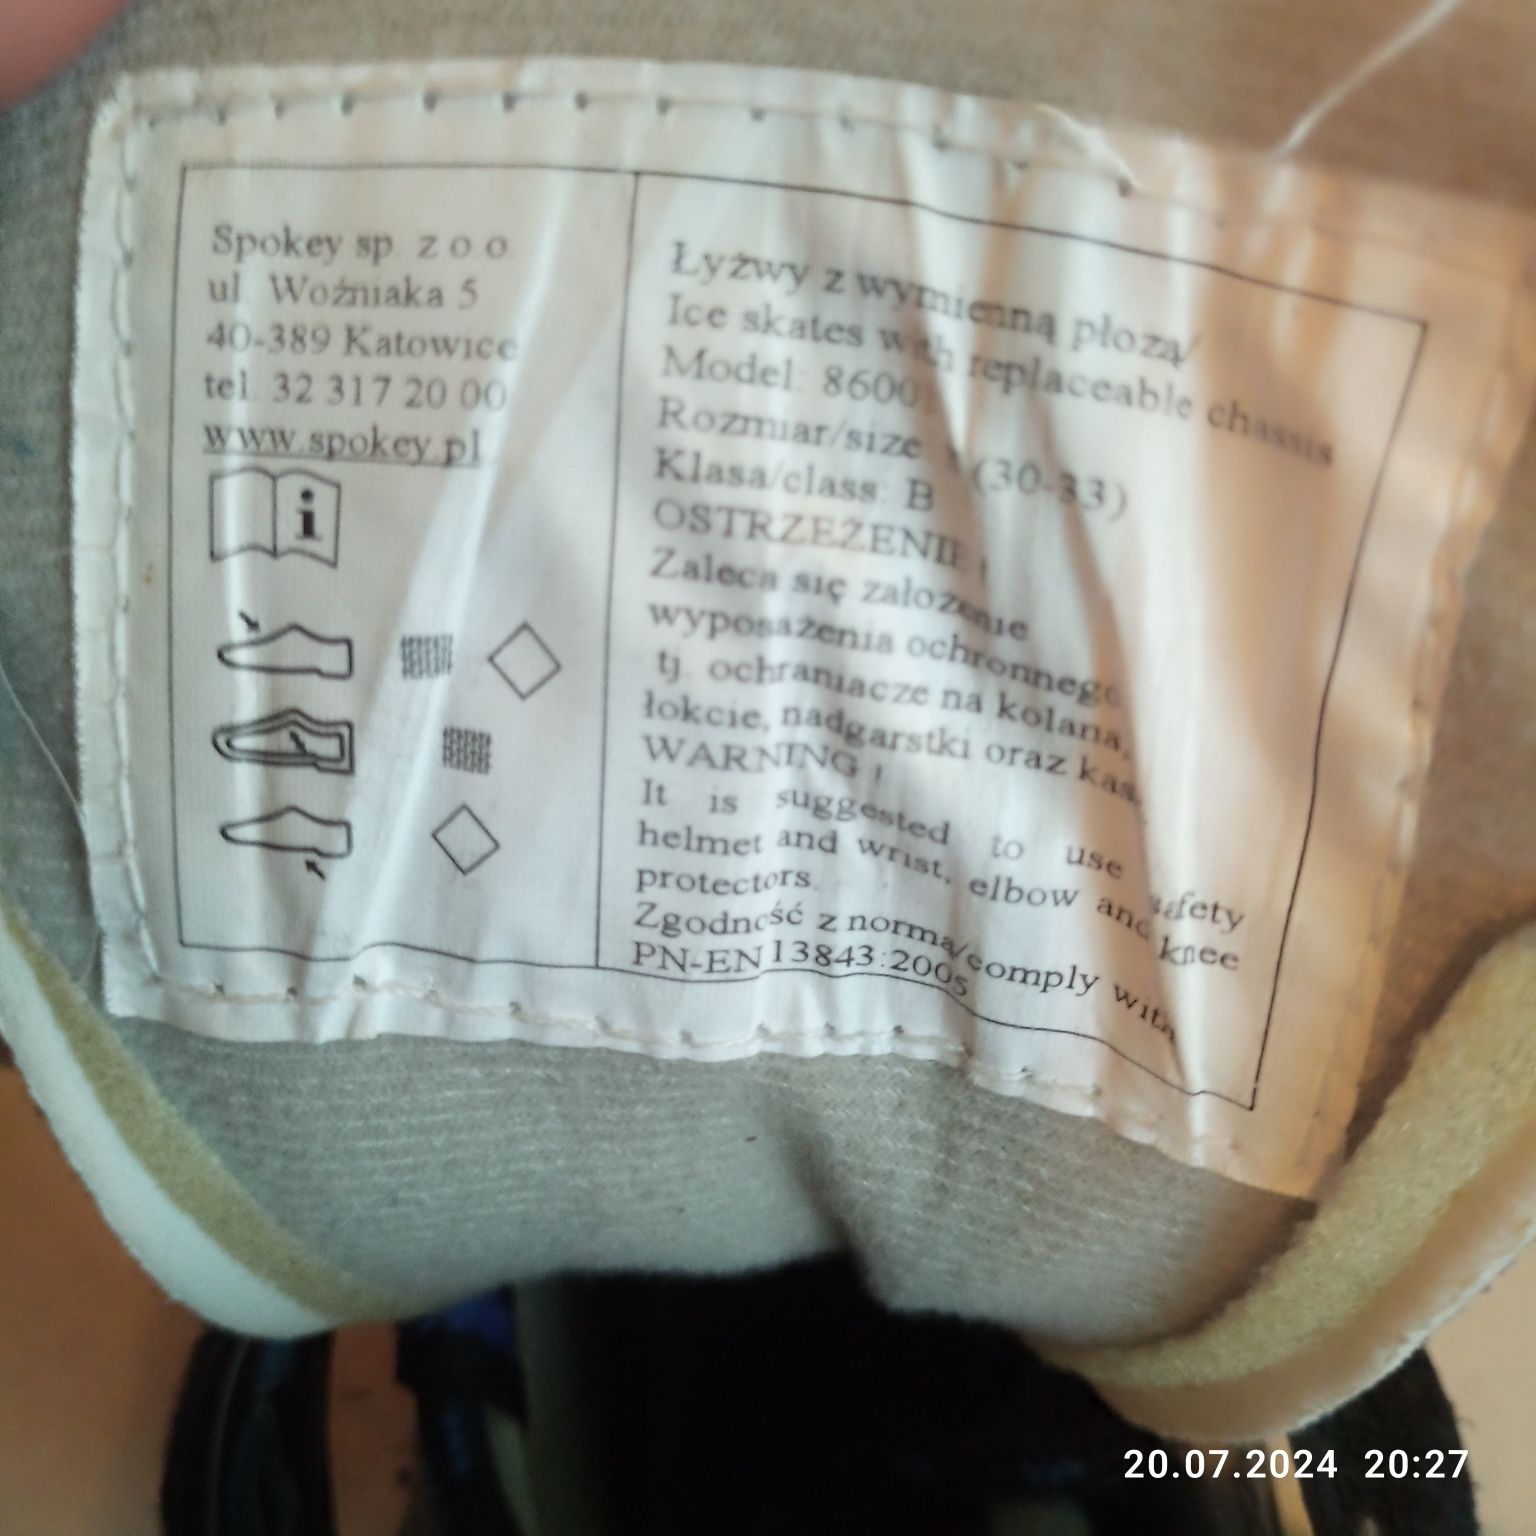 Spokey sp z o o
ul. Woźniaka 5
40-389 Katowice
tel. 32 317 20 00
www.spokey.pl
i
Łyżwy z wymienną płozą/
Ice skates with replaceable chassis
Model: 8600
Rozmiar/size (30-33)
Klasa/class: B
OSTRZEŻENIE !
Zaleca się założenie
wyposażenia ochronnego
tj. ochraniacze na kolana,
łokcie, nadgarstki oraz kas
WARNING !
It is suggested to use safety
helmet and wrist, elbow and knee
protectors.
Zgodność z normą/comply with
PN-EN 13843:2005
20.07.2024 20:27